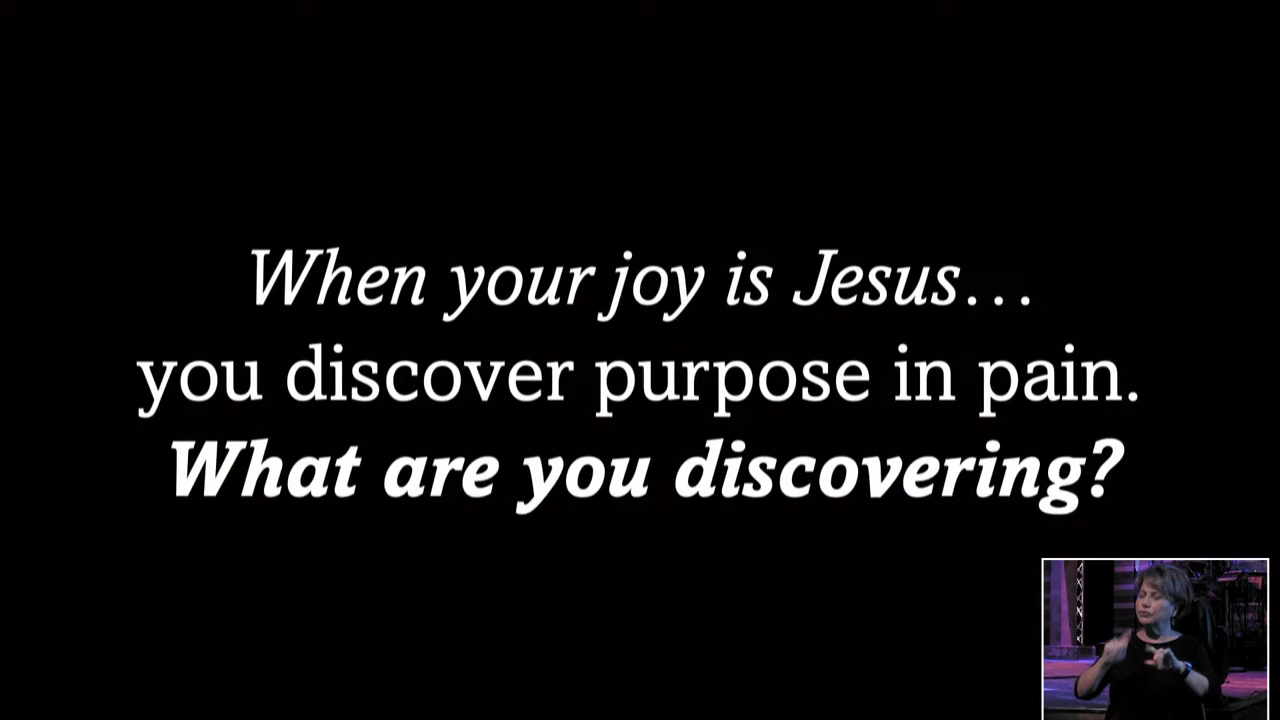 When your joy is Jesus…
you discover purpose in pain.
What are you discovering?